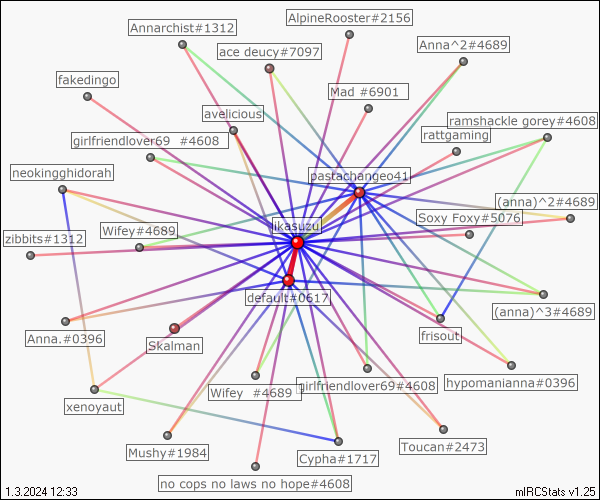 AlpineRooster#2156
Annarchist#1312
Anna^2#4689
ace deucy#7097
fakedingo
Mad #6901
avelicious
ramshackle gorey#4608
rattgaming
girlfriendlover69 #4608
neokingghidorah
pastachangeo41
(anna)^2#4689
Soxy Foxy#5076
ikasuzu
Wifey#4689
zibbits#1312
default#0617
(anna)^3#4689
Anna.#0396
Skalman
frisout
hypomanianna#0396
girlfriendlover69#4608
Wifey #4689
xenoyaut
Toucan#2473
Mushy#1984
Cypha#1717
no cops no laws no hope#4608
1.3.2024 12:33
mIRCStats v1.25